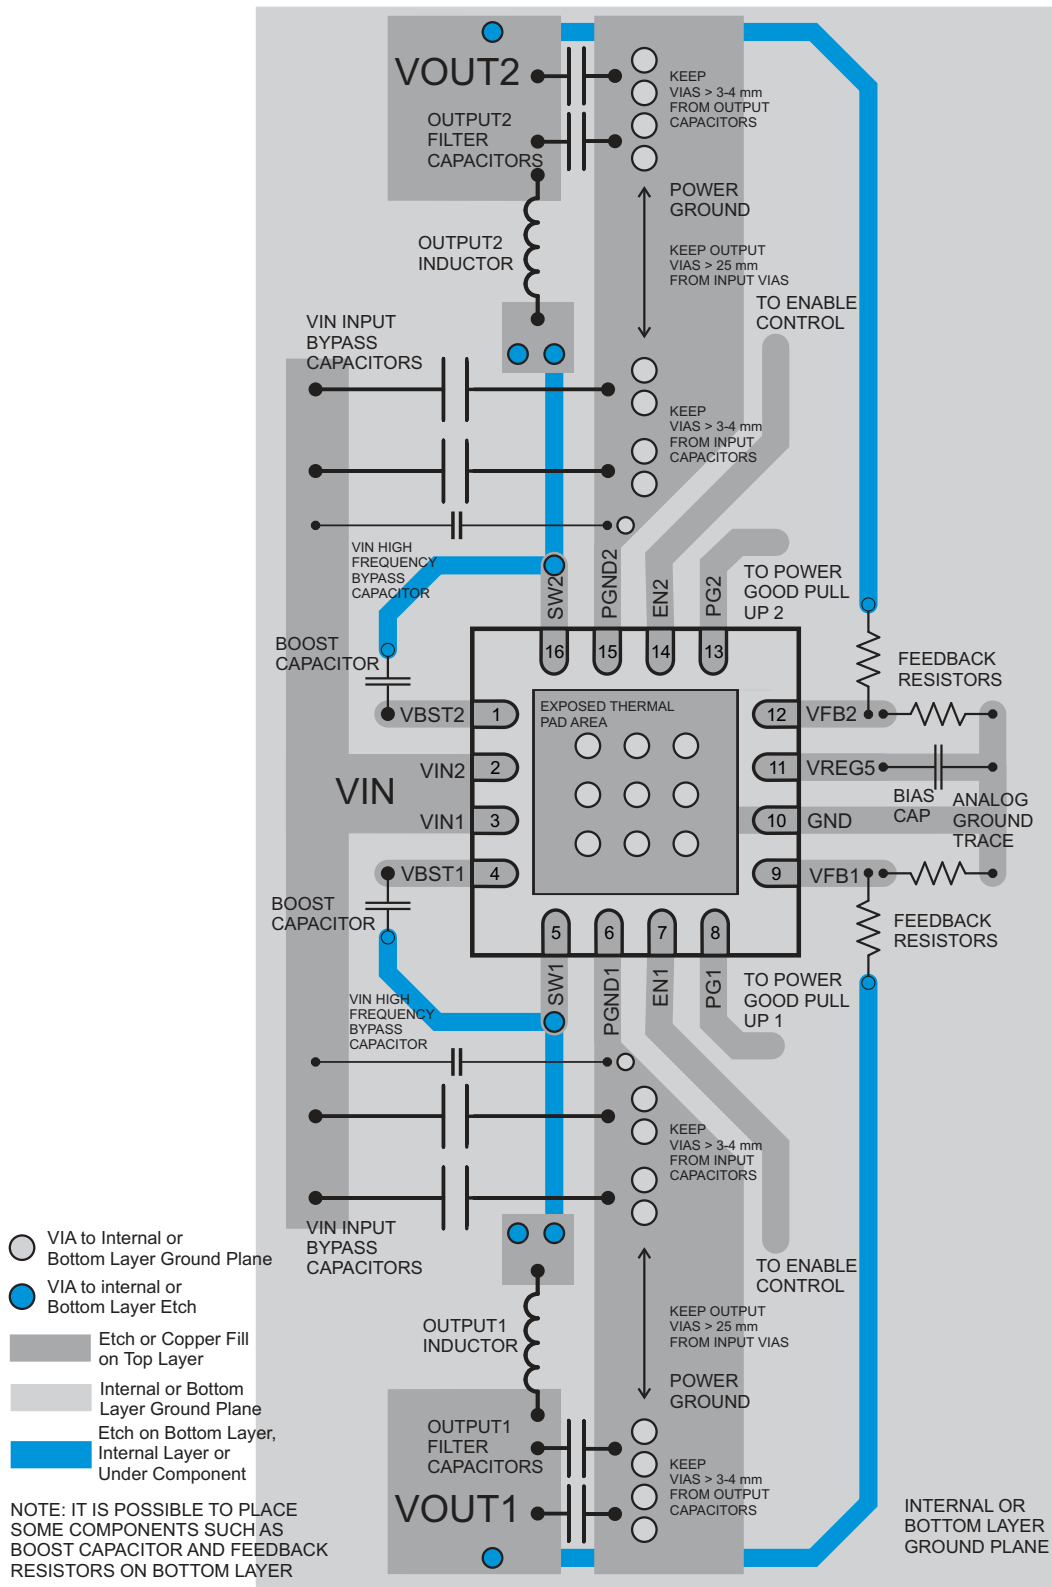 VOUT2
KEEP
VIAS > 3-4 mm
FROM OUTPUT
CAPACITORS
OUTPUT2
FILTER
CAPACITORS
POWER
GROUND
OUTPUT2
INDUCTOR
KEEP OUTPUT
VIAS > 25 mm
FROM INPUT VIAS
TO ENABLE
CONTROL
VIN INPUT
BYPASS
CAPACITORS
KEEP
VIAS > 3-4 mm
FROM INPUT
CAPACITORS
VIN HIGH
FREQUENCY
BYPASS
CAPACITOR
SW2
PGND2
EN2
PG2
TO POWER
GOOD PULL
UP 2
BOOST
CAPACITOR
16
15
14
13
FEEDBACK
RESISTORS
VBST2
1
EXPOSED THERMAL
PAD AREA
12
VFB2
VIN
VIN2
2
11
VREG5
VIN1
3
10
GND
BIAS
CAP
ANALOG
GROUND
TRACE
VBST1
4
9
VFB1
BOOST
CAPACITOR
5
6
7
8
FEEDBACK
RESISTORS
SW1
PGND1
EN1
PG1
TO POWER
GOOD PULL
UP 1
VIN HIGH
FREQUENCY
BYPASS
CAPACITOR
KEEP
VIAS > 3-4 mm
FROM INPUT
CAPACITORS
VIN INPUT
BYPASS
CAPACITORS
TO ENABLE
CONTROL
KEEP OUTPUT
VIAS > 25 mm
FROM INPUT VIAS
OUTPUT1
INDUCTOR
POWER
GROUND
OUTPUT1
FILTER
CAPACITORS
KEEP
VIAS > 3-4 mm
FROM OUTPUT
CAPACITORS
VOUT1
INTERNAL OR
BOTTOM LAYER
GROUND PLANE
VIA to Internal or
Bottom Layer Ground Plane
VIA to internal or
Bottom Layer Etch
Etch or Copper Fill
on Top Layer
Internal or Bottom
Layer Ground Plane
Etch on Bottom Layer,
Internal Layer or
Under Component
NOTE: IT IS POSSIBLE TO PLACE
SOME COMPONENTS SUCH AS
BOOST CAPACITOR AND FEEDBACK
RESISTORS ON BOTTOM LAYER